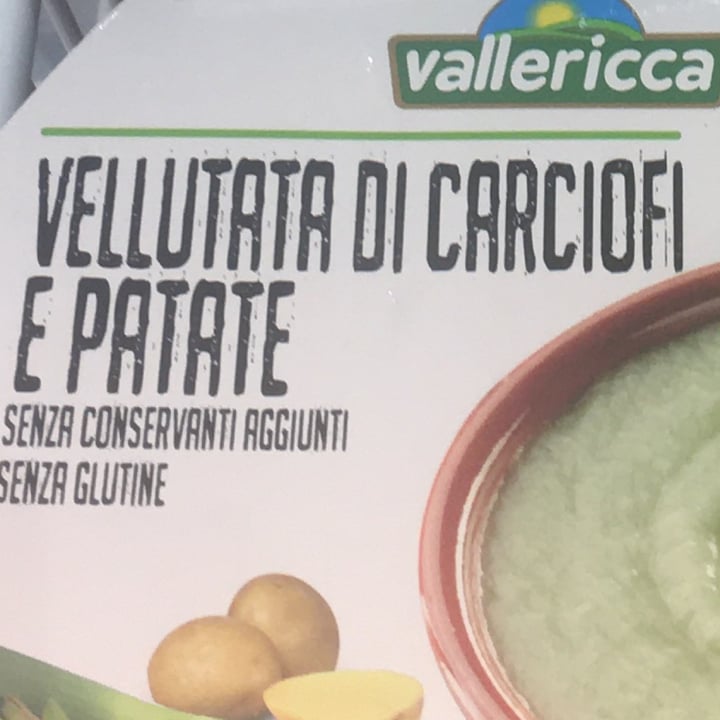 vallericca
VELLUTATA DI CARCIOFI
E PATATE
SENZA CONSERVANTI AGGIUNTI
SENZA GLUTINE